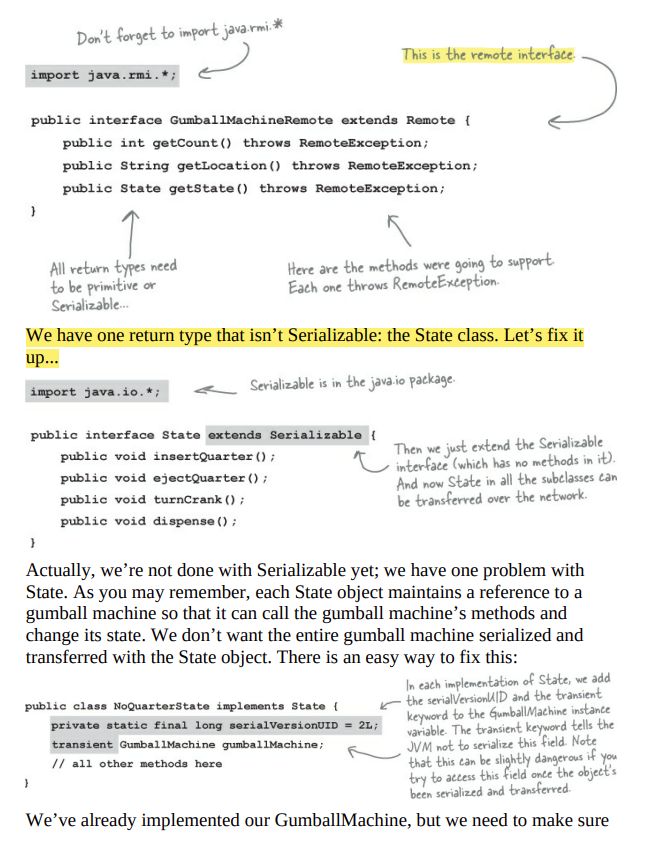 Don't forget to import java.rmi.*
This is the remote interface.
import java.rmi.*;
public interface GumballMachineRemote extends Remote {
public int getCount() throws RemoteException;
public String getLocation() throws RemoteException;
public State getState() throws RemoteException;
}
All return types need
to be primitive or
Serializable...
Here are the methods were going to support.
Each one throws RemoteException.
We have one return type that isn’t Serializable: the State class. Let’s fix it
up...
import java.io.*;
Serializable is in the java.io package.
public interface State extends Serializable {
public void insertQuarter();
public void ejectQuarter();
public void turnCrank();
public void dispense();
}
Then we just extend the Serializable
interface (which has no methods in it).
And now State in all the subclasses can
be transferred over the network.
Actually, we’re not done with Serializable yet; we have one problem with
State. As you may remember, each State object maintains a reference to a
gumball machine so that it can call the gumball machine’s methods and
change its state. We don’t want the entire gumball machine serialized and
transferred with the State object. There is an easy way to fix this:
public class NoQuarterState implements State {
private static final long serialVersionUID = 2L;
transient GumballMachine gumballMachine;
// all other methods here
}
In each implementation of State, we add
the serialVersionUID and the transient
keyword to the GumballMachine instance
variable. The transient keyword tells the
JVM not to serialize this field. Note
that this can be slightly dangerous if you
try to access this field once the object's
been serialized and transferred.
We’ve already implemented our GumballMachine, but we need to make sure